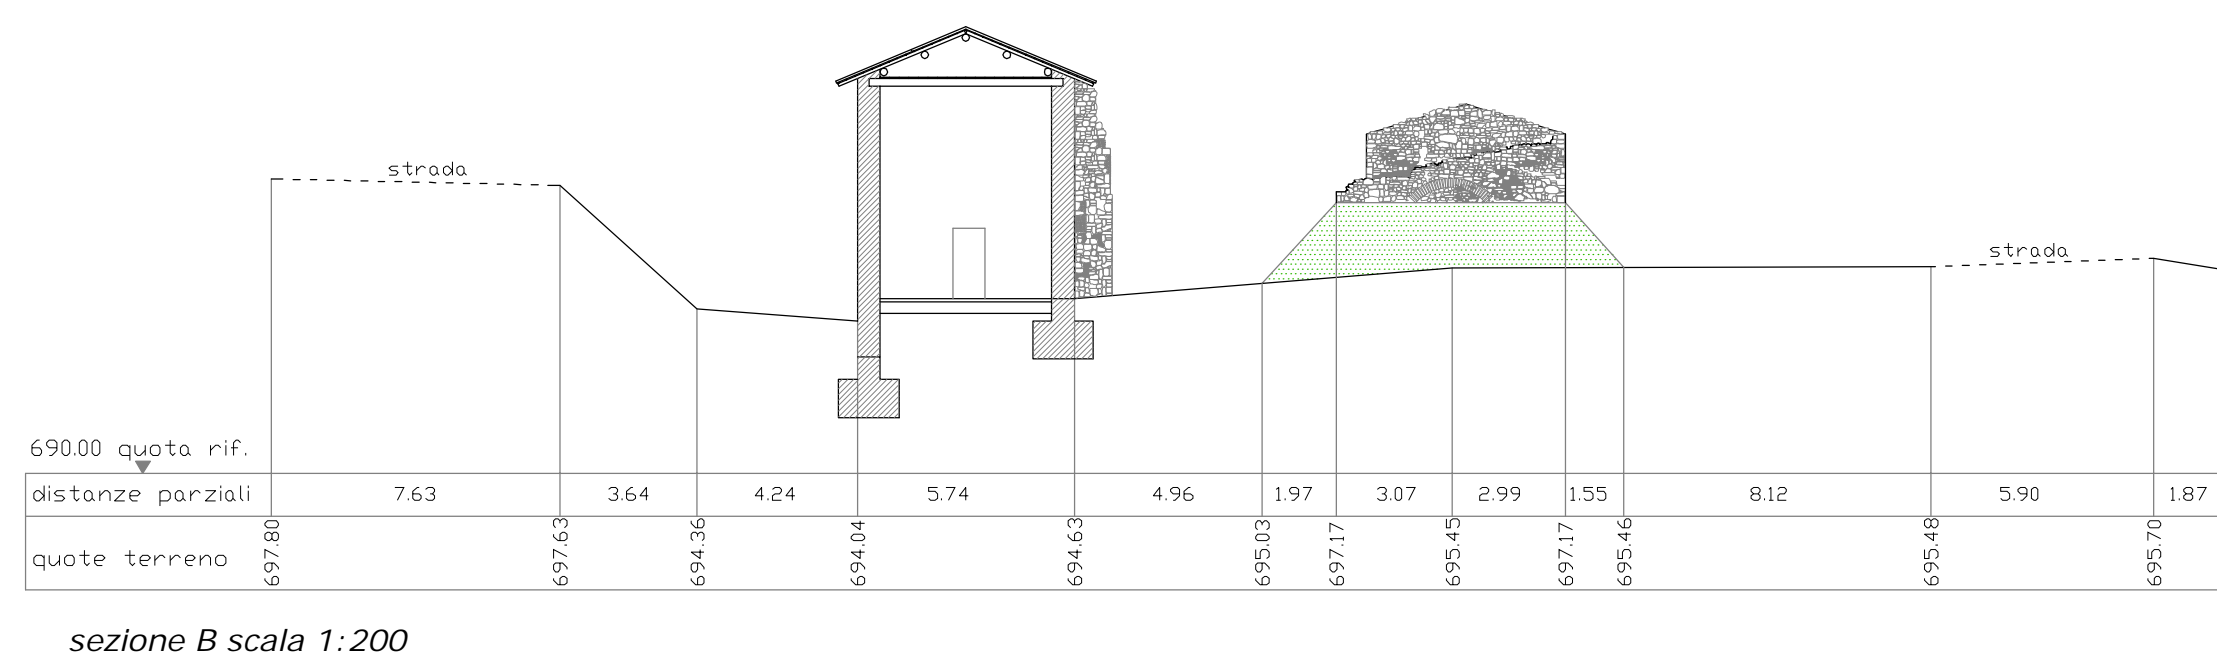 strada
strada
690.00 quota rif.
distanze parziali 7.63 3.64 4.24 5.74 4.96 1.97 3.07 2.99 1.55 8.12 5.90 1.87
quote terreno 697.80 697.63 694.36 694.04 694.63 695.03 697.17 695.45 697.17 695.46 695.48 695.70
sezione B scala 1:200